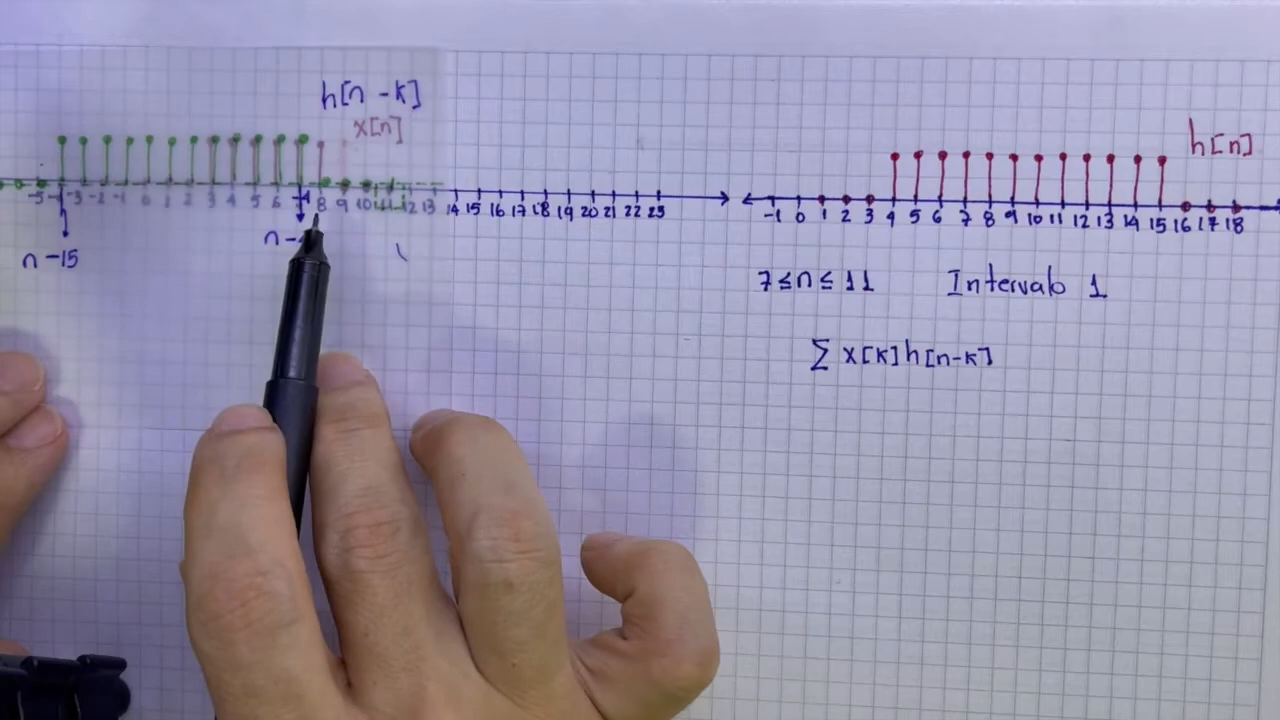 h[n-k]
x[n]
-5 -3 -2 -1 0 1 2 3 4 5 6 8 9 10 11 12 13 14 15 16 17 18 19 20 21 22 23
n-15
h[n]
-1 0 1 2 3 4 5 6 7 8 9 10 11 12 13 14 15 16 17 18
7≤n≤11 Intervalo 1
Σ x[k]h[n-k]